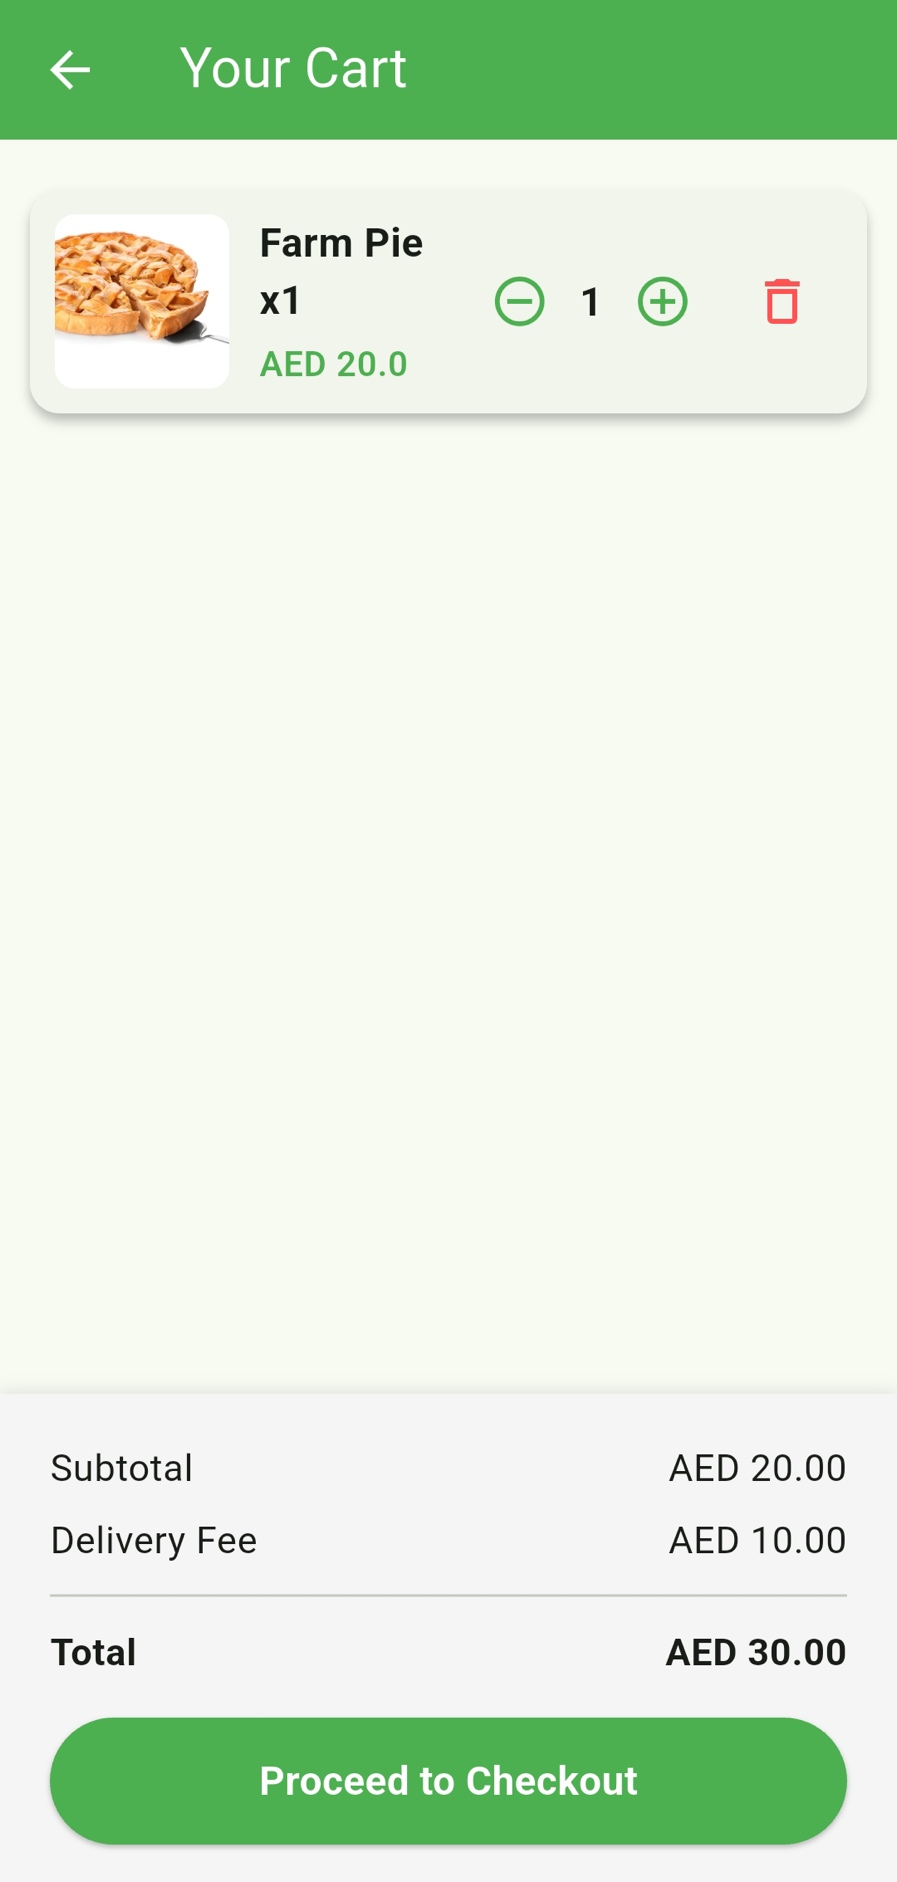 Your Cart
Farm Pie
x1
1
AED 20.0
Subtotal
AED 20.00
Delivery Fee
AED 10.00
Total
AED 30.00
Proceed to Checkout